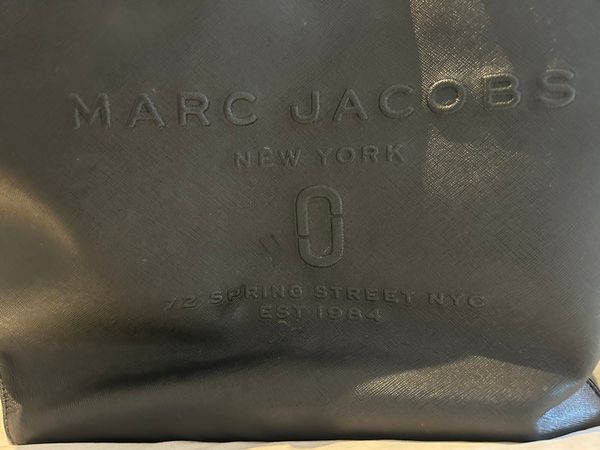 MARC JACOBS
NEW YORK
72 SPRING STREET NYC
EST 1984